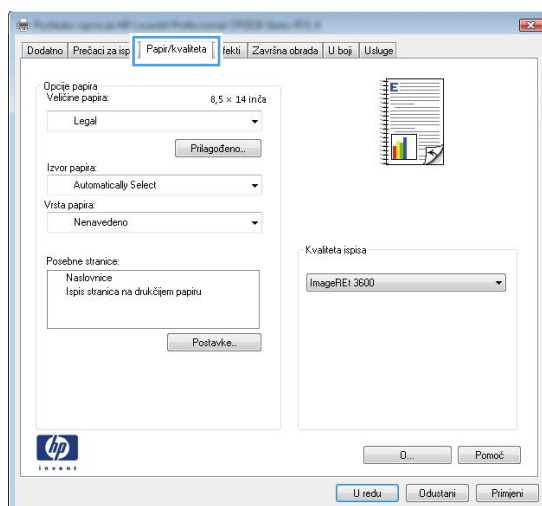 Dodatno Prečaci za isp Papir/kvaliteta fekti Završna obrada U boji Usluge
Opcije papira
Veličine papira: 8,5 × 14 inča
Legal
Prilagođeno..
Izvor papira:
Automatically Select
Vrsta papira:
Nenavedeno
Posebne stranice:
Naslovnice
Ispis stranica na drukčijem papiru
Postavke..
E
Kvaliteta ispisa
ImageREt 3600
hp
invent
O... Pomoć
U redu Odustani Primjeni